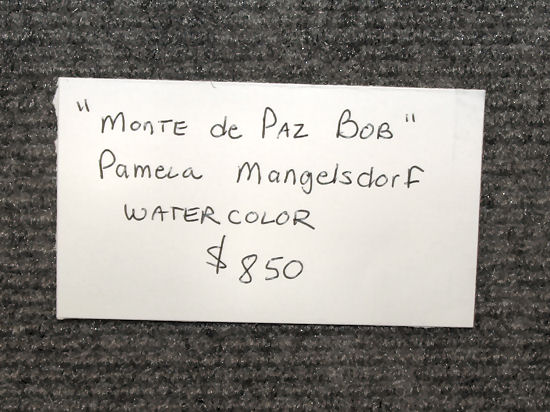 "MONTE de PAZ BOB"
Pamela Mangelsdorf
WATERCOLOR
$850